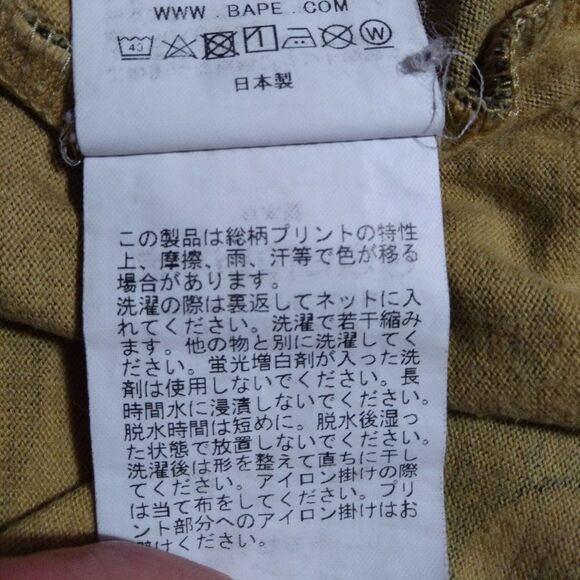 WWW.BAPE.COM
40
W
日本製
この製品は総柄プリントの特性
上、摩擦、雨、汗等で色が移る
場合があります。
洗濯の際は裏返してネットに入
れてください。洗濯で若干縮み
ます。他の物と別に洗濯してく
ださい。蛍光増白剤が入った洗
剤は使用しないでください。長
時間水に浸漬しないでください。
脱水時間は短めに。脱水後湿っ
た状態で放置しないでください。
洗濯後は形を整えて直ちに干し
てください。アイロン掛けの際
は当て布をしてください。プリ
ント部分へのアイロン掛けはお
避けください。